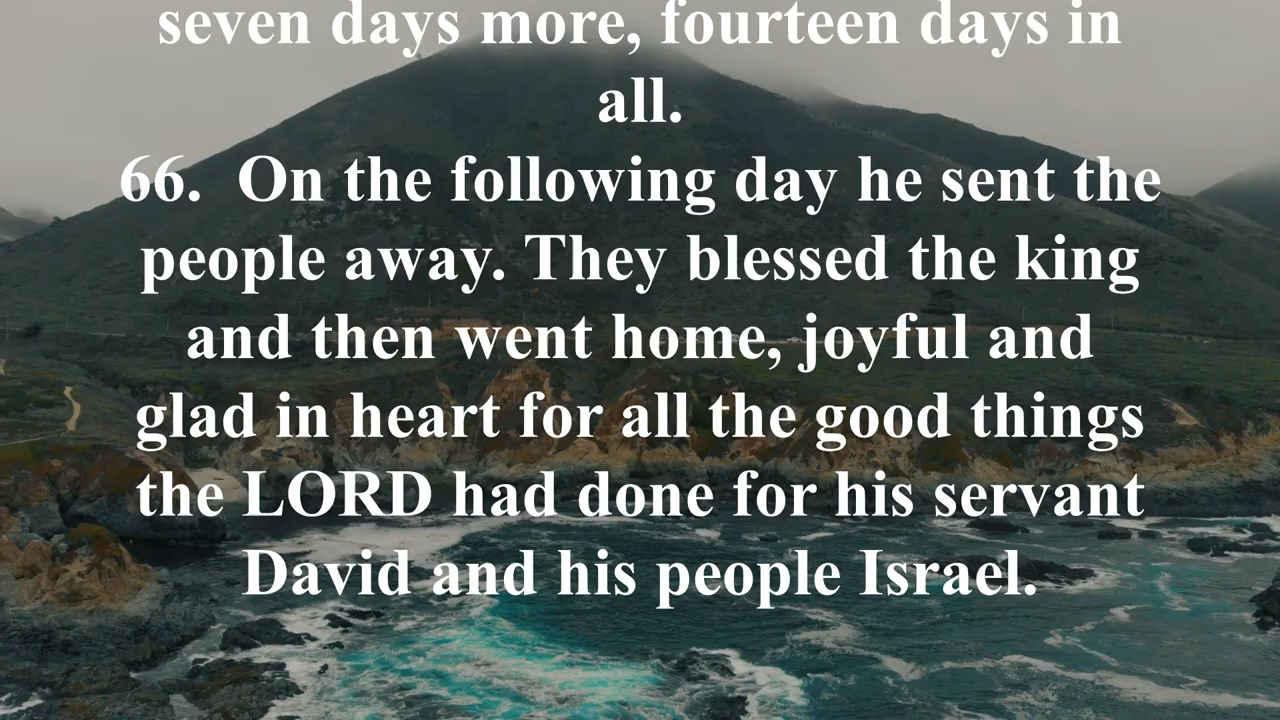 seven days more, fourteen days in
all.
66.  On the following day he sent the
people away. They blessed the king
and then went home, joyful and
glad in heart for all the good things
the LORD had done for his servant
David and his people Israel.